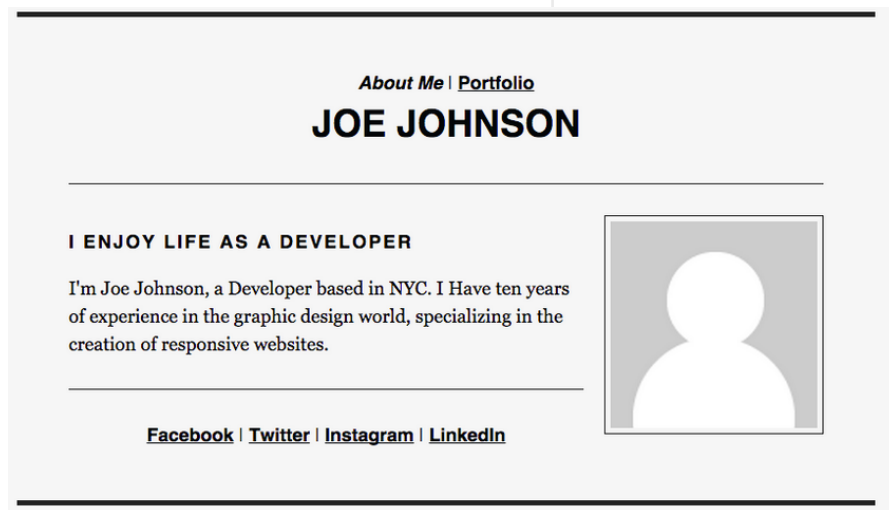 About Me | Portfolio
JOE JOHNSON
I ENJOY LIFE AS A DEVELOPER
I'm Joe Johnson, a Developer based in NYC. I Have ten years
of experience in the graphic design world, specializing in the
creation of responsive websites.
Facebook | Twitter | Instagram | LinkedIn